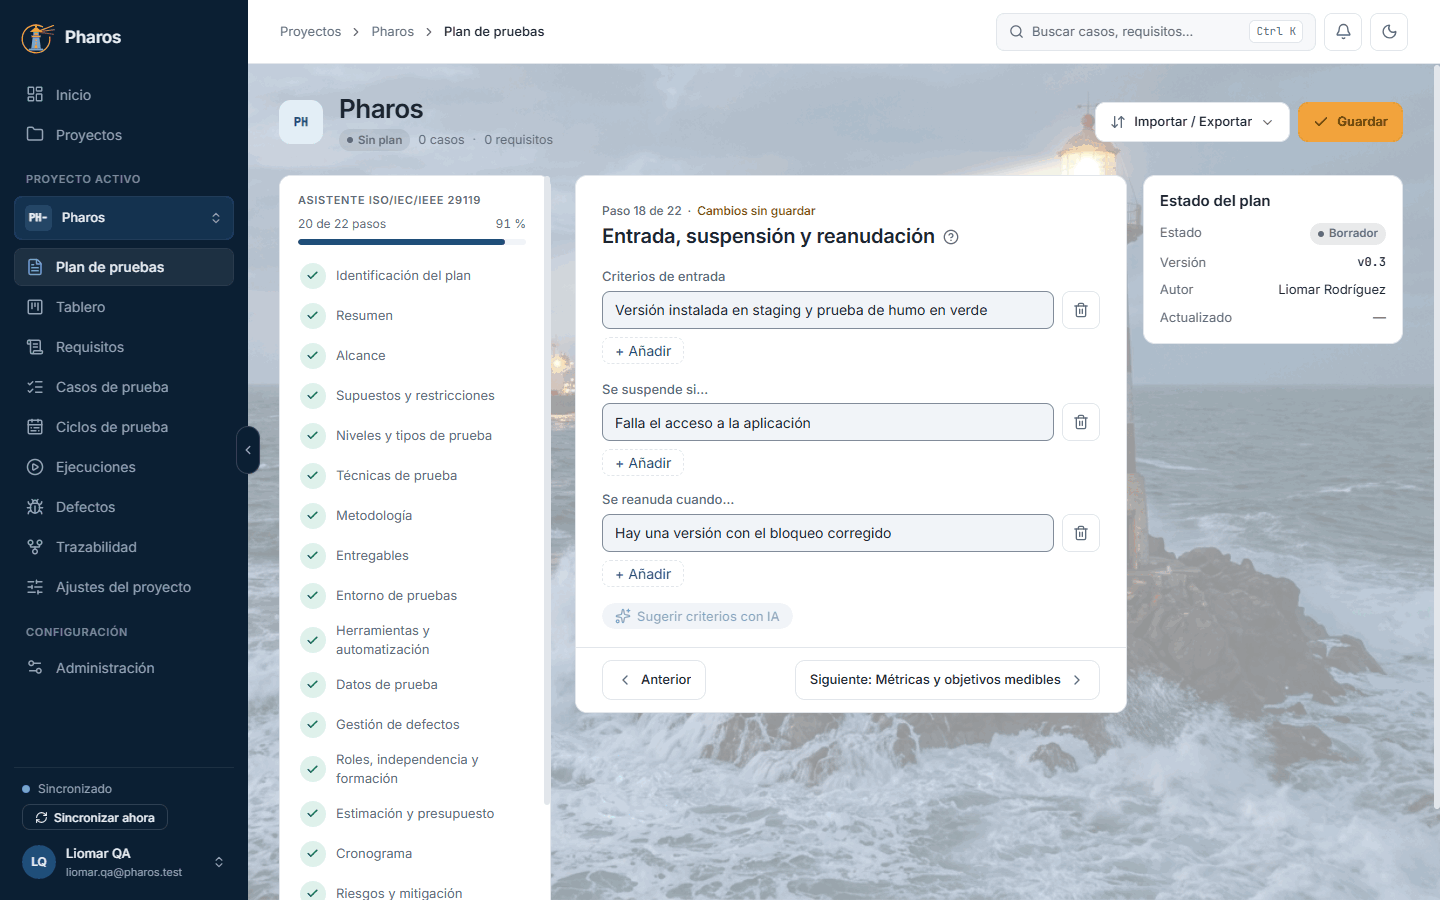 Pharos
Inicio
Proyectos
PROYECTO ACTIVO
PH-
Pharos
Plan de pruebas
Tablero
Requisitos
Casos de prueba
Ciclos de prueba
Ejecuciones
Defectos
Trazabilidad
Ajustes del proyecto
CONFIGURACIÓN
Administración
Sincronizado
Sincronizar ahora
LQ
Liomar QA
liomar.qa@pharos.test
Proyectos > Pharos > Plan de pruebas
Buscar casos, requisitos... Ctrl K
PH
Pharos
Sin plan 0 casos · 0 requisitos
Importar / Exportar
Guardar
ASISTENTE ISO/IEC/IEEE 29119
20 de 22 pasos 91 %
Identificación del plan
Resumen
Alcance
Supuestos y restricciones
Niveles y tipos de prueba
Técnicas de prueba
Metodología
Entregables
Entorno de pruebas
Herramientas y
automatización
Datos de prueba
Gestión de defectos
Roles, independencia y
formación
Estimación y presupuesto
Cronograma
Riesgos y mitigación
Paso 18 de 22 · Cambios sin guardar
Entrada, suspensión y reanudación
Criterios de entrada
Versión instalada en staging y prueba de humo en verde
+ Añadir
Se suspende si...
Falla el acceso a la aplicación
+ Añadir
Se reanuda cuando...
Hay una versión con el bloqueo corregido
+ Añadir
Sugerir criterios con IA
Anterior
Siguiente: Métricas y objetivos medibles
Estado del plan
Estado Borrador
Versión v0.3
Autor Liomar Rodríguez
Actualizado —